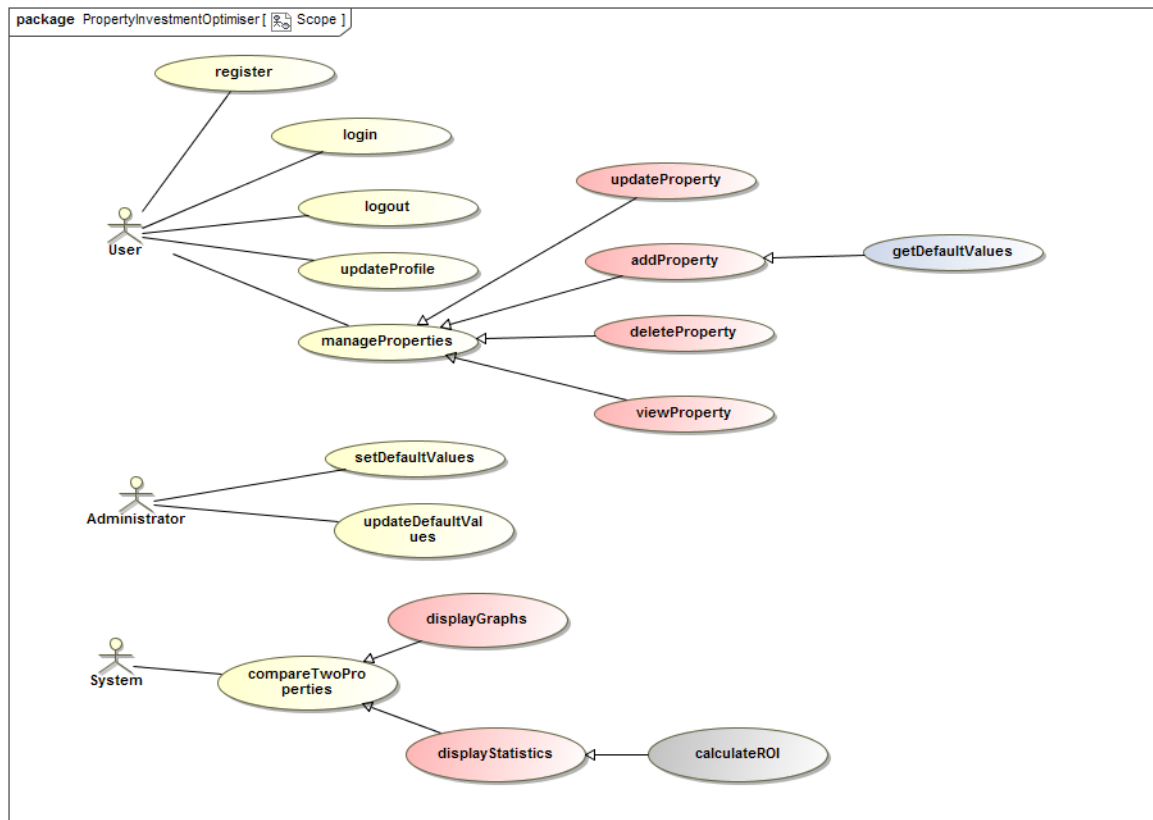 package PropertyInvestmentOptimiser [ Scope ]
register
login
updateProperty
logout
addProperty
getDefaultValues
User
updateProfile
manageProperties
deleteProperty
viewProperty
setDefaultValues
Administrator
updateDefaultVal
ues
displayGraphs
System
compareTwoPro
perties
displayStatistics
calculateROI